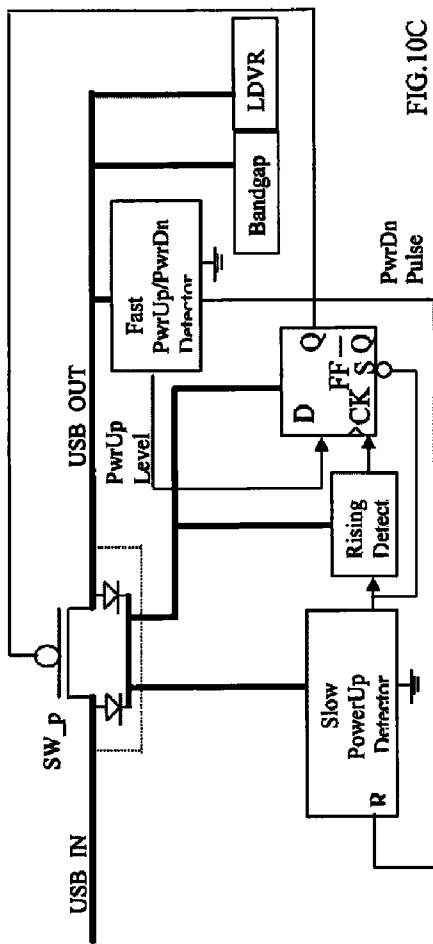 SW_p
USB IN
USB OUT
PwrUp
Level
Fast
PwrUp/PwrDn
Detector
Bandgap
LDVR
D
Q
FF
CK
S
Q
Slow
PowerUp
Detector
R
Rising
Detect
PwrDn
Pulse
FIG.10C